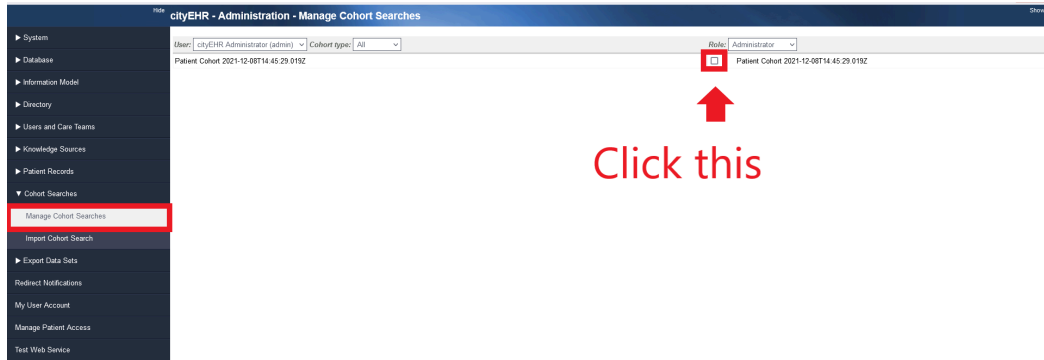 Hide
cityEHR - Administration - Manage Cohort Searches
Show
System
User: cityEHR Administrator (admin) Cohort type: All
Role: Administrator
Database
Patient Cohort 2021-12-08T14:45:29.019Z
Patient Cohort 2021-12-08T14:45:29.019Z
Information Model
Directory
Users and Care Teams
Knowledge Sources
Patient Records
Cohort Searches
Manage Cohort Searches
Import Cohort Search
Export Data Sets
Redirect Notifications
My User Account
Manage Patient Access
Test Web Service
Click this